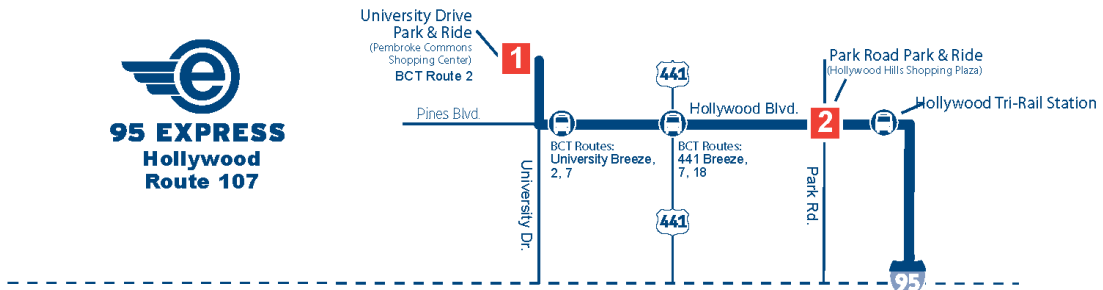 e
95 EXPRESS
Hollywood
Route 107
University Drive
Park & Ride
(Pembroke Commons
Shopping Center)
BCT Route 2
1
Pines Blvd.
University Dr.
BCT Routes:
University Breeze,
2, 7
441
Hollywood Blvd.
BCT Routes:
441 Breeze,
7, 18
441
Park Road Park & Ride
(Hollywood Hills Shopping Plaza)
2
Park Rd.
Hollywood Tri-Rail Station
95